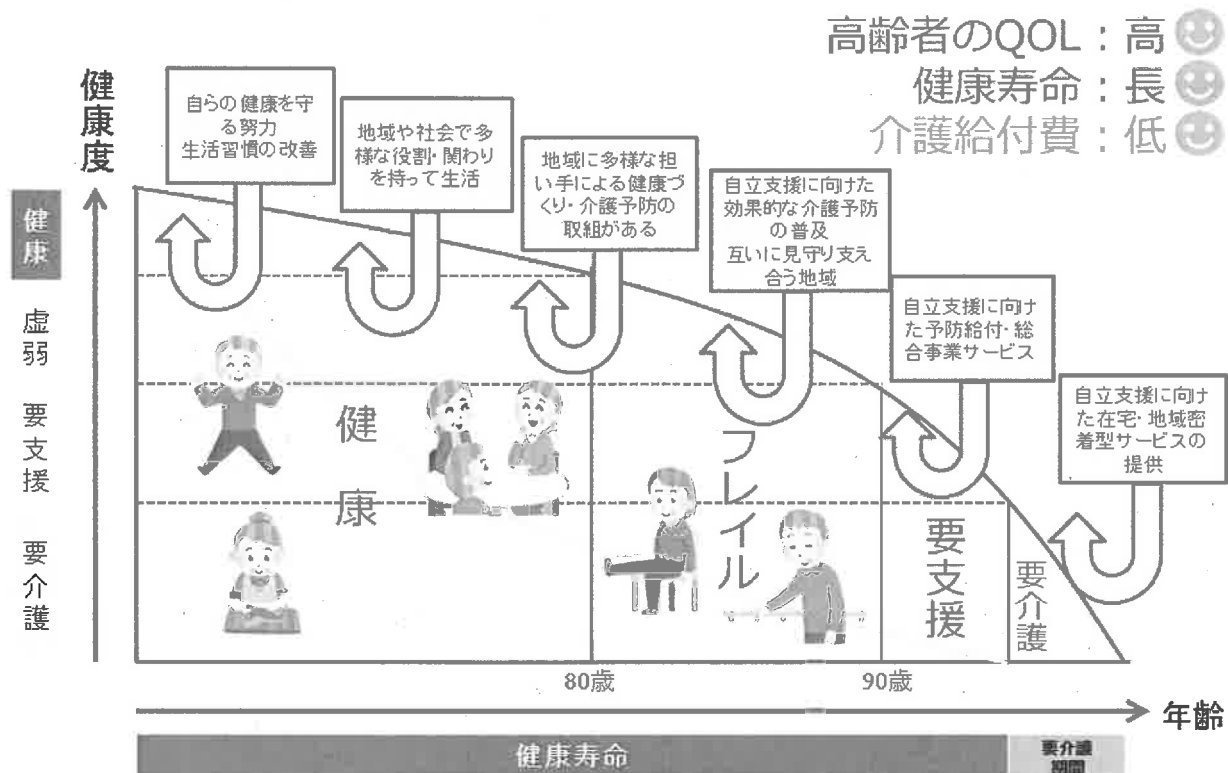 高齢者のQOL：高
健康寿命：長
介護給付費：低
健康度
自らの健康を守
る努力
生活習慣の改善
地域や社会で多
様な役割・関わり
を持って生活
地域に多様な担
い手による健康づ
くり・介護予防の
取組がある
自立支援に向けた
効果的な介護予防
の普及
互いに見守り支え
合う地域
自立支援に向け
た予防給付・総
合事業サービス
自立支援に向け
た在宅・地域密
着型サービスの
提供
健康
虚弱
要支援
要介護
健康
フレイル
要支援
要介護
80歳
90歳
年齢
健康寿命
要介護
期間